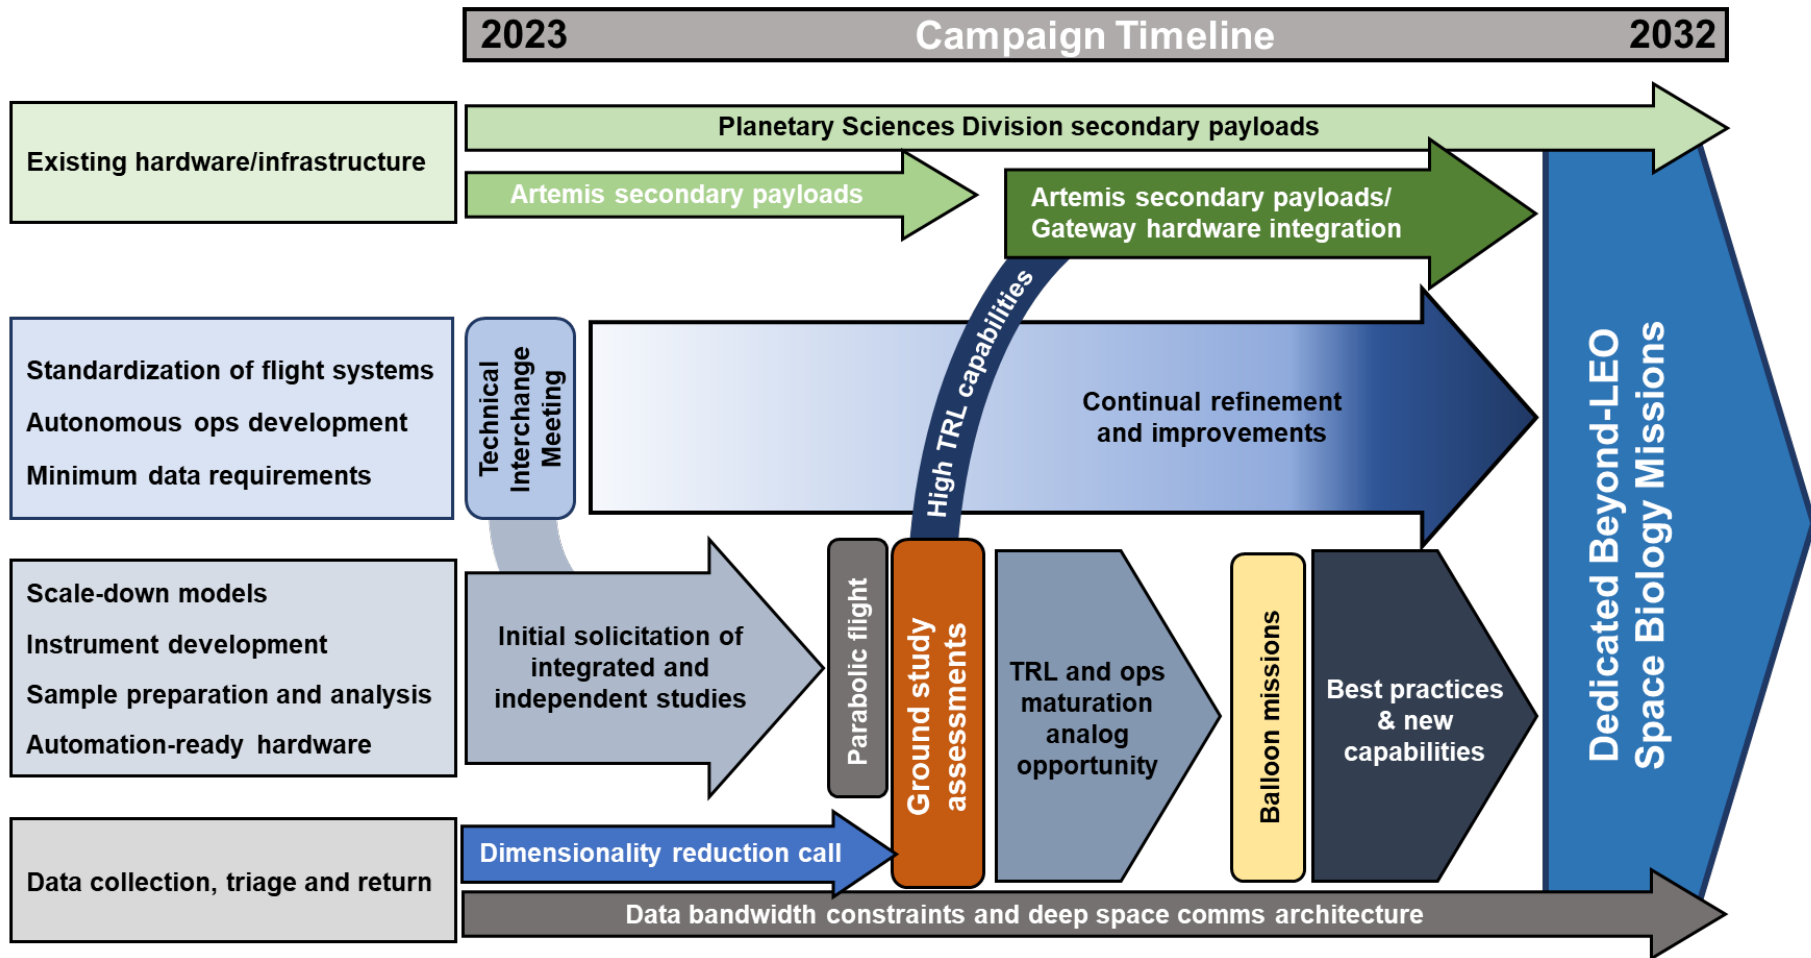 2023 Campaign Timeline 2032
Existing hardware/infrastructure
Planetary Sciences Division secondary payloads
Artemis secondary payloads
Artemis secondary payloads/
Gateway hardware integration
Standardization of flight systems
Autonomous ops development
Minimum data requirements
Technical
Interchange
Meeting
High TRL capabilities
Continual refinement
and improvements
Scale-down models
Instrument development
Sample preparation and analysis
Automation-ready hardware
Initial solicitation of
integrated and
independent studies
Parabolic flight
Ground study
assessments
TRL and ops
maturation
analog
opportunity
Balloon missions
Best practices
& new
capabilities
Data collection, triage and return
Dimensionality reduction call
Data bandwidth constraints and deep space comms architecture
Dedicated Beyond-LEO
Space Biology Missions